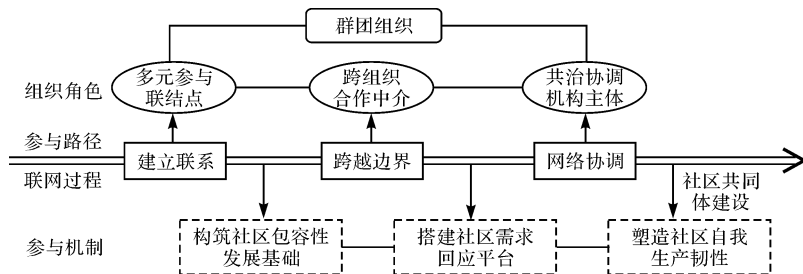 群团组织
组织角色
多元参与
联结点
跨组织
合作中介
共治协调
机构主体
参与路径
建立联系
跨越边界
网络协调
联网过程
社区共同
体建设
参与机制
构筑社区包容性
发展基础
搭建社区需求
回应平台
塑造社区自我
生产韧性